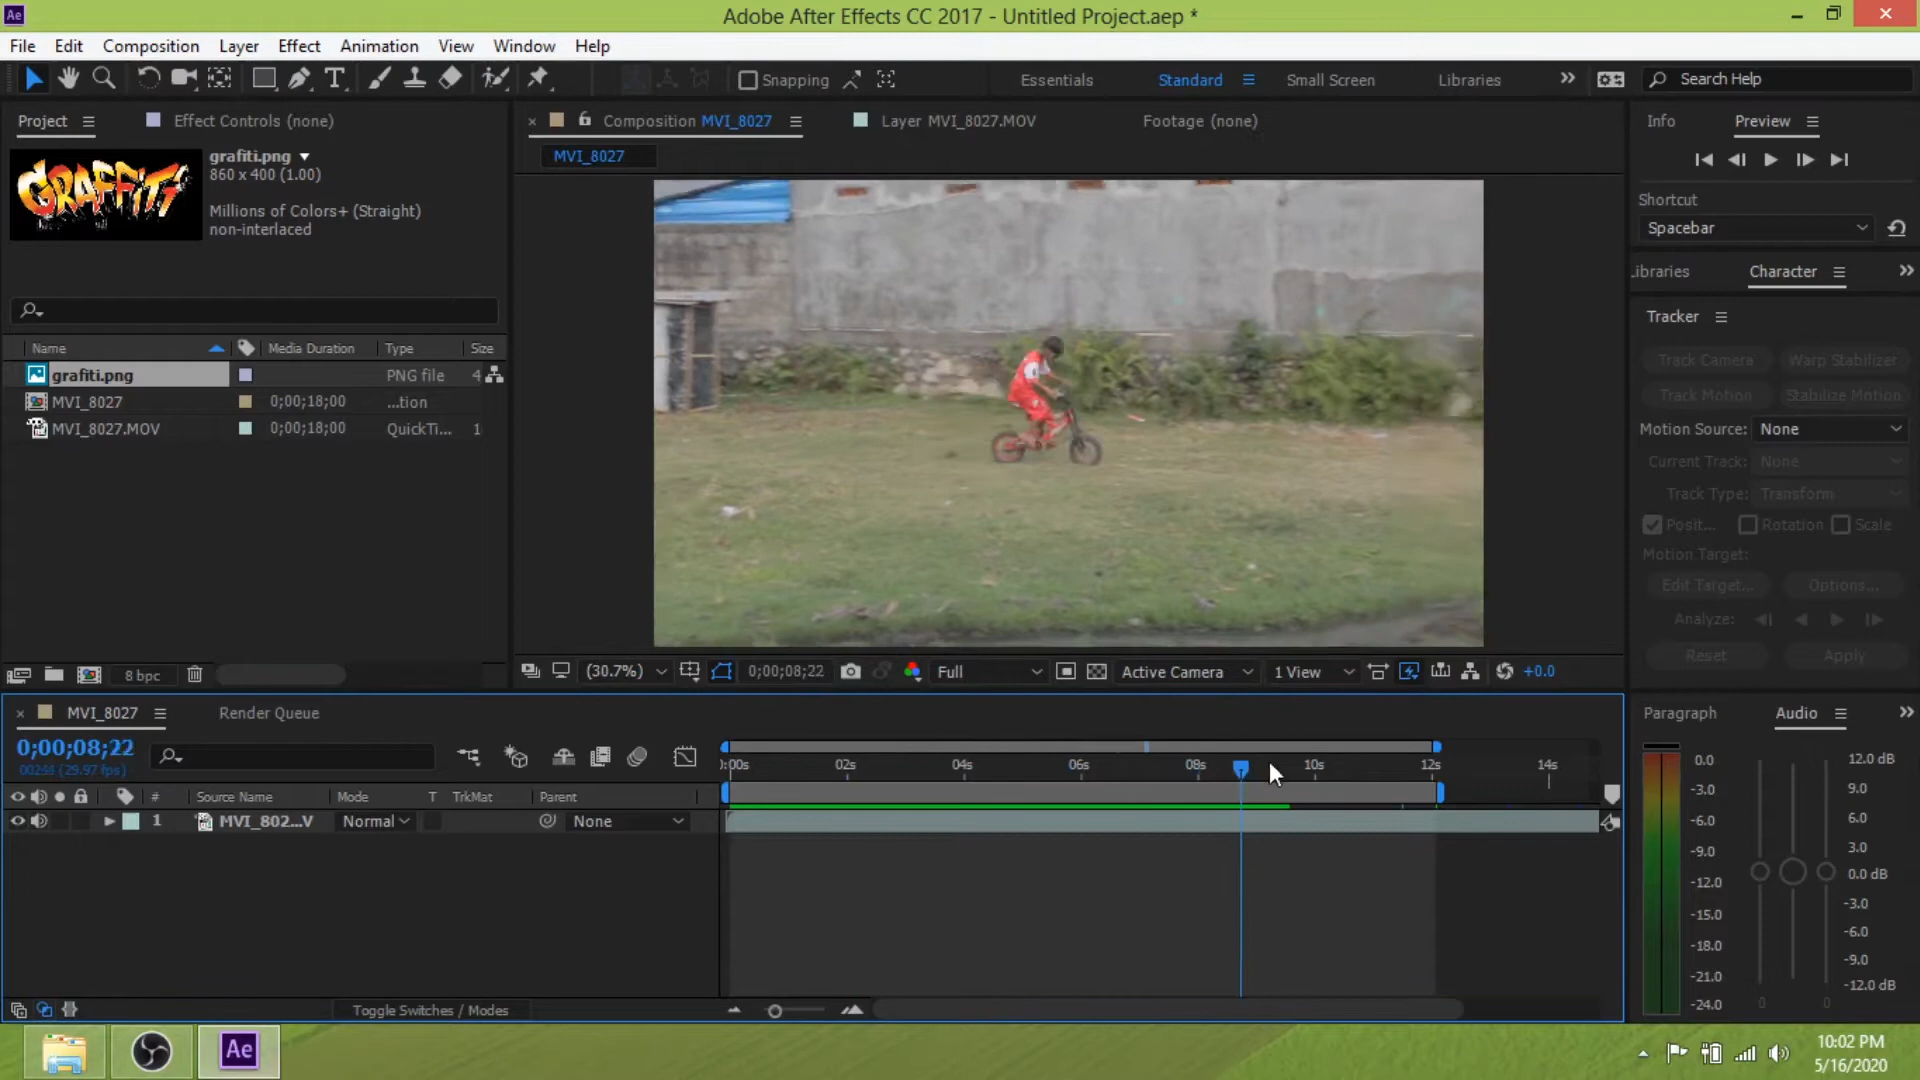 Ae
Adobe After Effects CC 2017 - Untitled Project.aep *
File Edit Composition Layer Effect Animation View Window Help
Snapping
Essentials Standard Small Screen Libraries
Search Help
Project Effect Controls (none)
GRAFFITI
grafiti.png
860 x 400 (1.00)
Millions of Colors+ (Straight)
non-interlaced
Name Media Duration Type Size
grafiti.png PNG file 4
MVI_8027 0;00;18;00 ...tion
MVI_8027.MOV 0;00;18;00 QuickTi... 1
8 bpc
Composition MVI_8027
Layer MVI_8027.MOV
Footage (none)
MVI_8027
(30.7%) 0;00;08;22 Full Active Camera 1 View +0.0
Info Preview
Shortcut
Spacebar
Libraries Character
Tracker
Track Camera Warp Stabilizer
Track Motion Stabilize Motion
Motion Source: None
Current Track: None
Track Type: Transform
Posit... Rotation Scale
Motion Target:
Edit Target... Options...
Analyze:
Reset Apply
MVI_8027 Render Queue
0;00;08;22
(29.97 fps)
# Source Name Mode T TrkMat Parent
1 MVI_802...V Normal None
):00s 02s 04s 06s 08s 10s 12s 14s
Toggle Switches / Modes
Paragraph Audio
0.0
-3.0
-6.0
-9.0
-12.0
-15.0
-18.0
-21.0
-24.0
12.0 dB
9.0
6.0
3.0
0.0 dB
-3.0
-6.0
-9.0
-12.0 dB
0 0
Ae
10:02 PM
5/16/2020